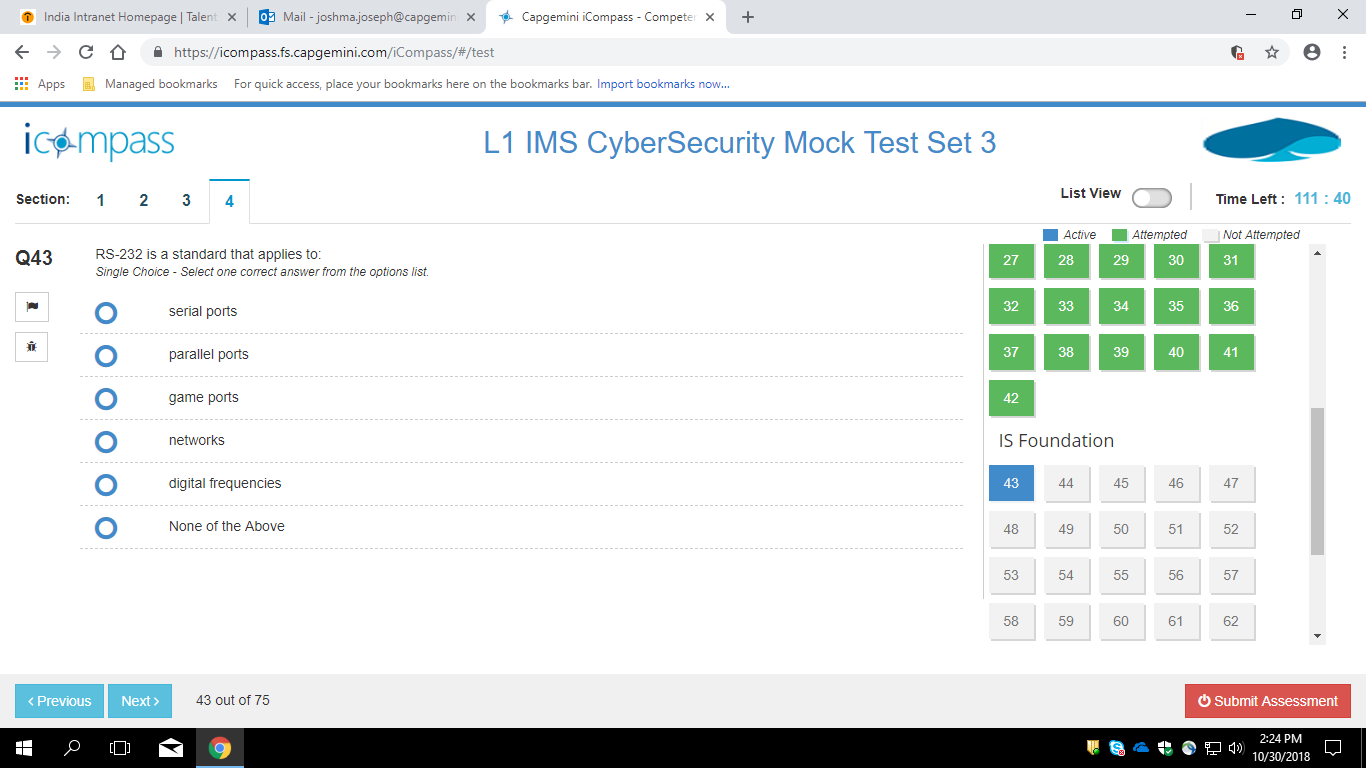 India Intranet Homepage | Talent
Mail - joshma.joseph@capgemin
Capgemini iCompass - Competen
https://icompass.fs.capgemini.com/iCompass/#/test
Apps Managed bookmarks For quick access, place your bookmarks here on the bookmarks bar. Import bookmarks now...
icompass
L1 IMS CyberSecurity Mock Test Set 3
Section: 1 2 3 4
List View
Time Left : 111 : 40
Active Attempted Not Attempted
Q43
RS-232 is a standard that applies to:
Single Choice - Select one correct answer from the options list.
serial ports
parallel ports
game ports
networks
digital frequencies
None of the Above
27 28 29 30 31
32 33 34 35 36
37 38 39 40 41
42
IS Foundation
43 44 45 46 47
48 49 50 51 52
53 54 55 56 57
58 59 60 61 62
‹ Previous
Next ›
43 out of 75
Submit Assessment
2:24 PM
10/30/2018